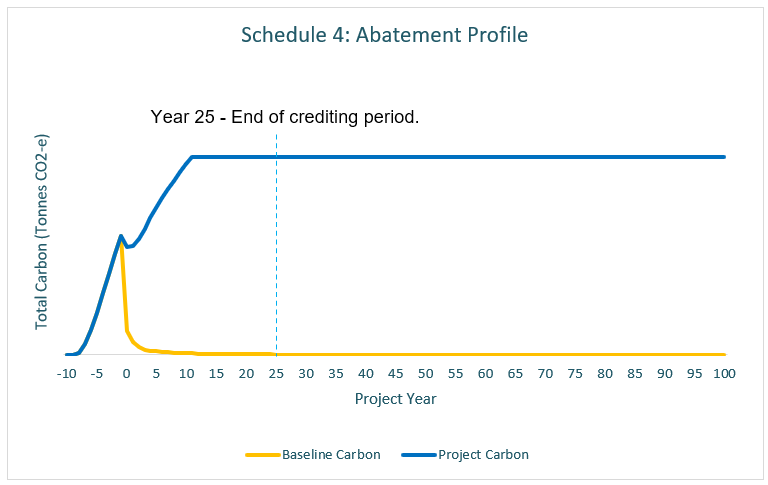 Schedule 4: Abatement Profile
Year 25 - End of crediting period.
Total Carbon (Tonnes CO2-e)
-10 -5 0 5 10 15 20 25 30 35 40 45 50 55 60 65 70 75 80 85 90 95 100
Project Year
Baseline Carbon Project Carbon